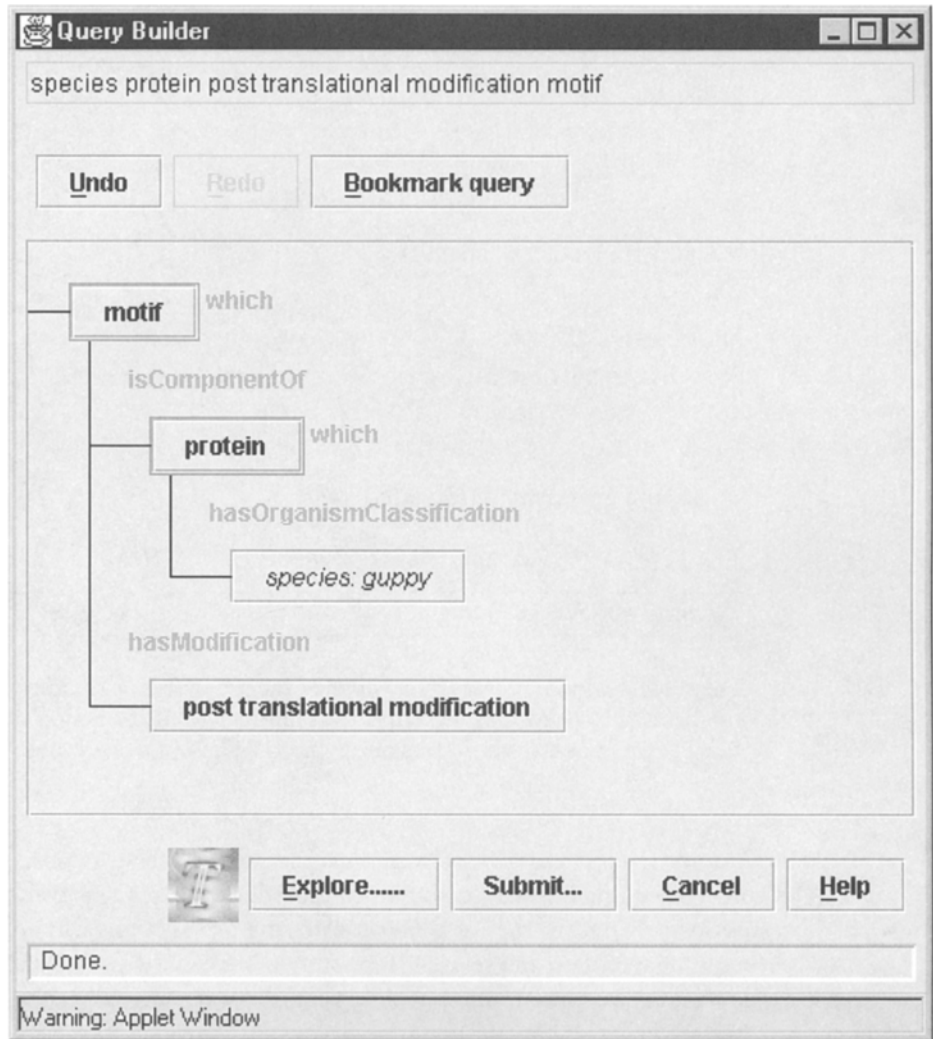 Query Builder
species protein post translational modification motif
Undo Redo Bookmark query
motif which
isComponentOf
protein which
hasOrganismClassification
species: guppy
hasModification
post translational modification
T Explore...... Submit... Cancel Help
Done.
Warning: Applet Window